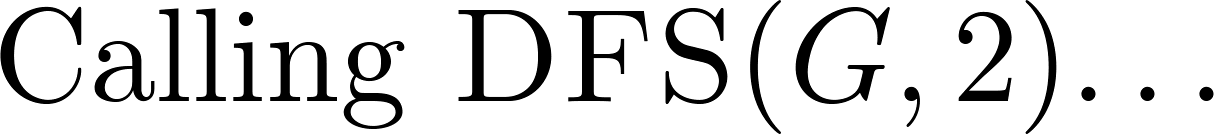 Calling DFS(G, 2)...